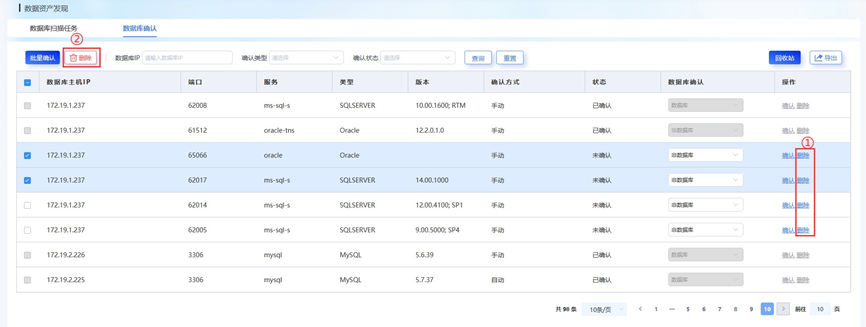 数据资产发现
数据库扫描任务 数据库确认
②
批量确认 删除 数据库IP 请输入数据库IP 确认类型 请选择 确认状态 请选择 查询 重置 回收站 导出
数据库主机IP 端口 服务 类型 版本 确认方式 状态 数据库确认 操作
172.19.1.237 62008 ms-sql-s SQLSERVER 10.00.1600; RTM 手动 已确认 数据库 确认 删除
172.19.1.237 61512 oracle-tns Oracle 12.2.0.1.0 手动 已确认 非数据库 确认 删除
①
172.19.1.237 65066 oracle Oracle 手动 未确认 非数据库 确认 删除
172.19.1.237 62017 ms-sql-s SQLSERVER 14.00.1000 手动 未确认 非数据库 确认 删除
172.19.1.237 62014 ms-sql-s SQLSERVER 12.00.4100; SP1 手动 未确认 非数据库 确认 删除
172.19.1.237 62005 ms-sql-s SQLSERVER 9.00.5000; SP4 手动 未确认 非数据库 确认 删除
172.19.2.226 3306 mysql MySQL 5.6.39 手动 已确认 数据库 确认 删除
172.19.2.225 3306 mysql MySQL 5.7.37 自动 已确认 数据库 确认 删除
共 98 条 10条/页 1 ··· 5 6 7 8 9 10 前往 10 页